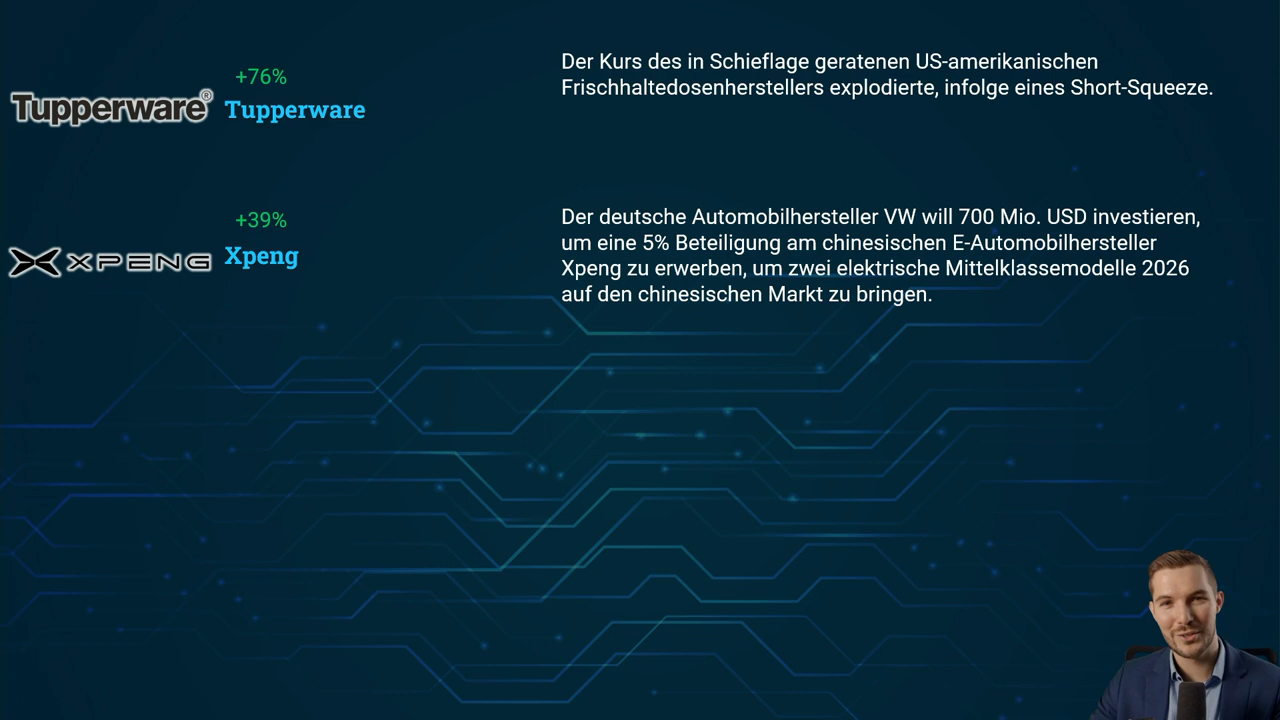 +76%
Tupperware®
Tupperware
Der Kurs des in Schieflage geratenen US-amerikanischen
Frischhaltedosenherstellers explodierte, infolge eines Short-Squeeze.
+39%
XPENG
Xpeng
Der deutsche Automobilhersteller VW will 700 Mio. USD investieren,
um eine 5% Beteiligung am chinesischen E-Automobilhersteller
Xpeng zu erwerben, um zwei elektrische Mittelklassemodelle 2026
auf den chinesischen Markt zu bringen.